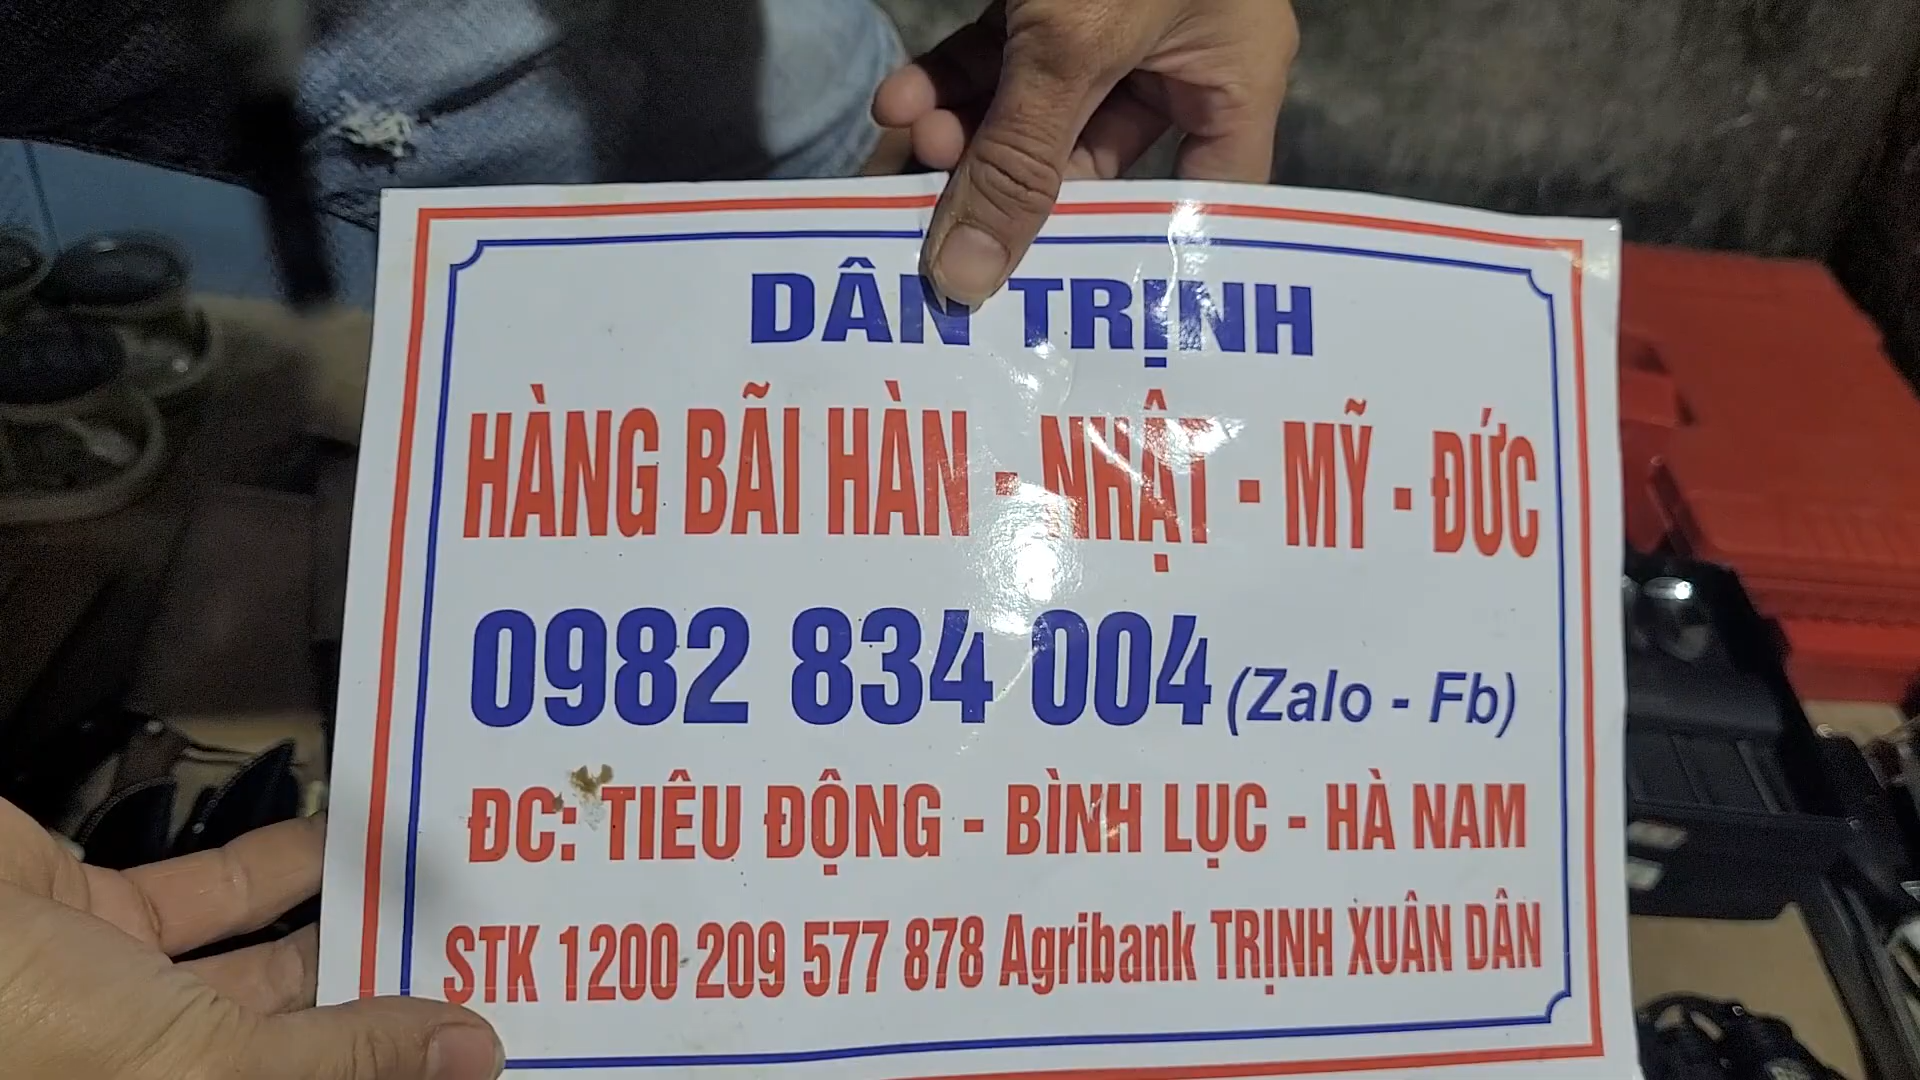 DÂN TRỊNH
HÀNG BÃI HÀN - NHẬT - MỸ - ĐỨC
0982 834 004 (Zalo - Fb)
ĐC: TIÊU ĐỘNG - BÌNH LỤC - HÀ NAM
STK 1200 209 577 878 Agribank TRỊNH XUÂN DÂN